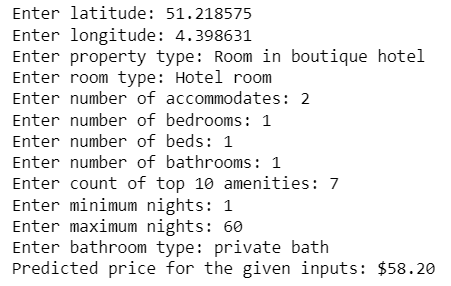 Enter latitude: 51.218575
Enter longitude: 4.398631
Enter property type: Room in boutique hotel
Enter room type: Hotel room
Enter number of accommodates: 2
Enter number of bedrooms: 1
Enter number of beds: 1
Enter number of bathrooms: 1
Enter count of top 10 amenities: 7
Enter minimum nights: 1
Enter maximum nights: 60
Enter bathroom type: private bath
Predicted price for the given inputs: $58.20